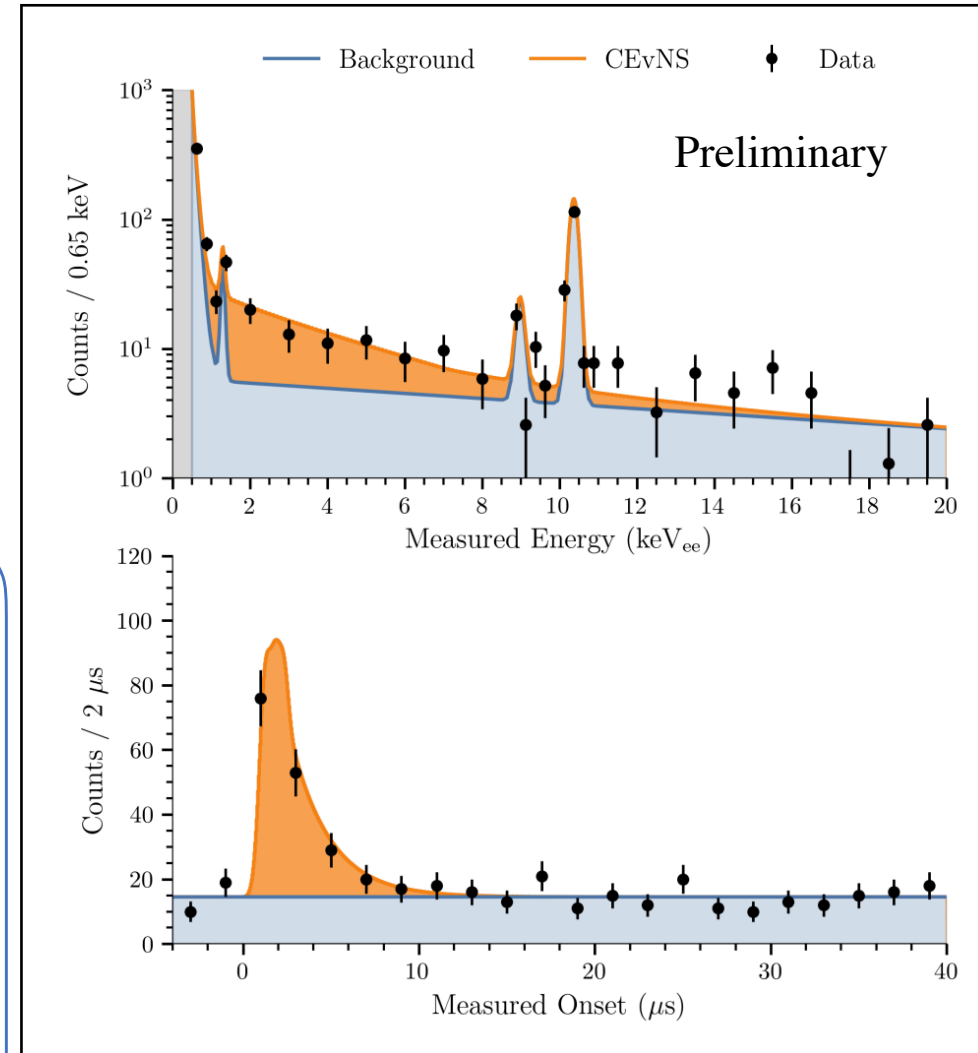 Background CEvNS Data
Preliminary
Counts / 0.65 keV
10³
10²
10¹
10⁰
0 2 4 6 8 10 12 14 16 18 20
Measured Energy (keVₑₑ)
Counts / 2 μs
120
100
80
60
40
20
0
0 10 20 30 40
Measured Onset (μs)